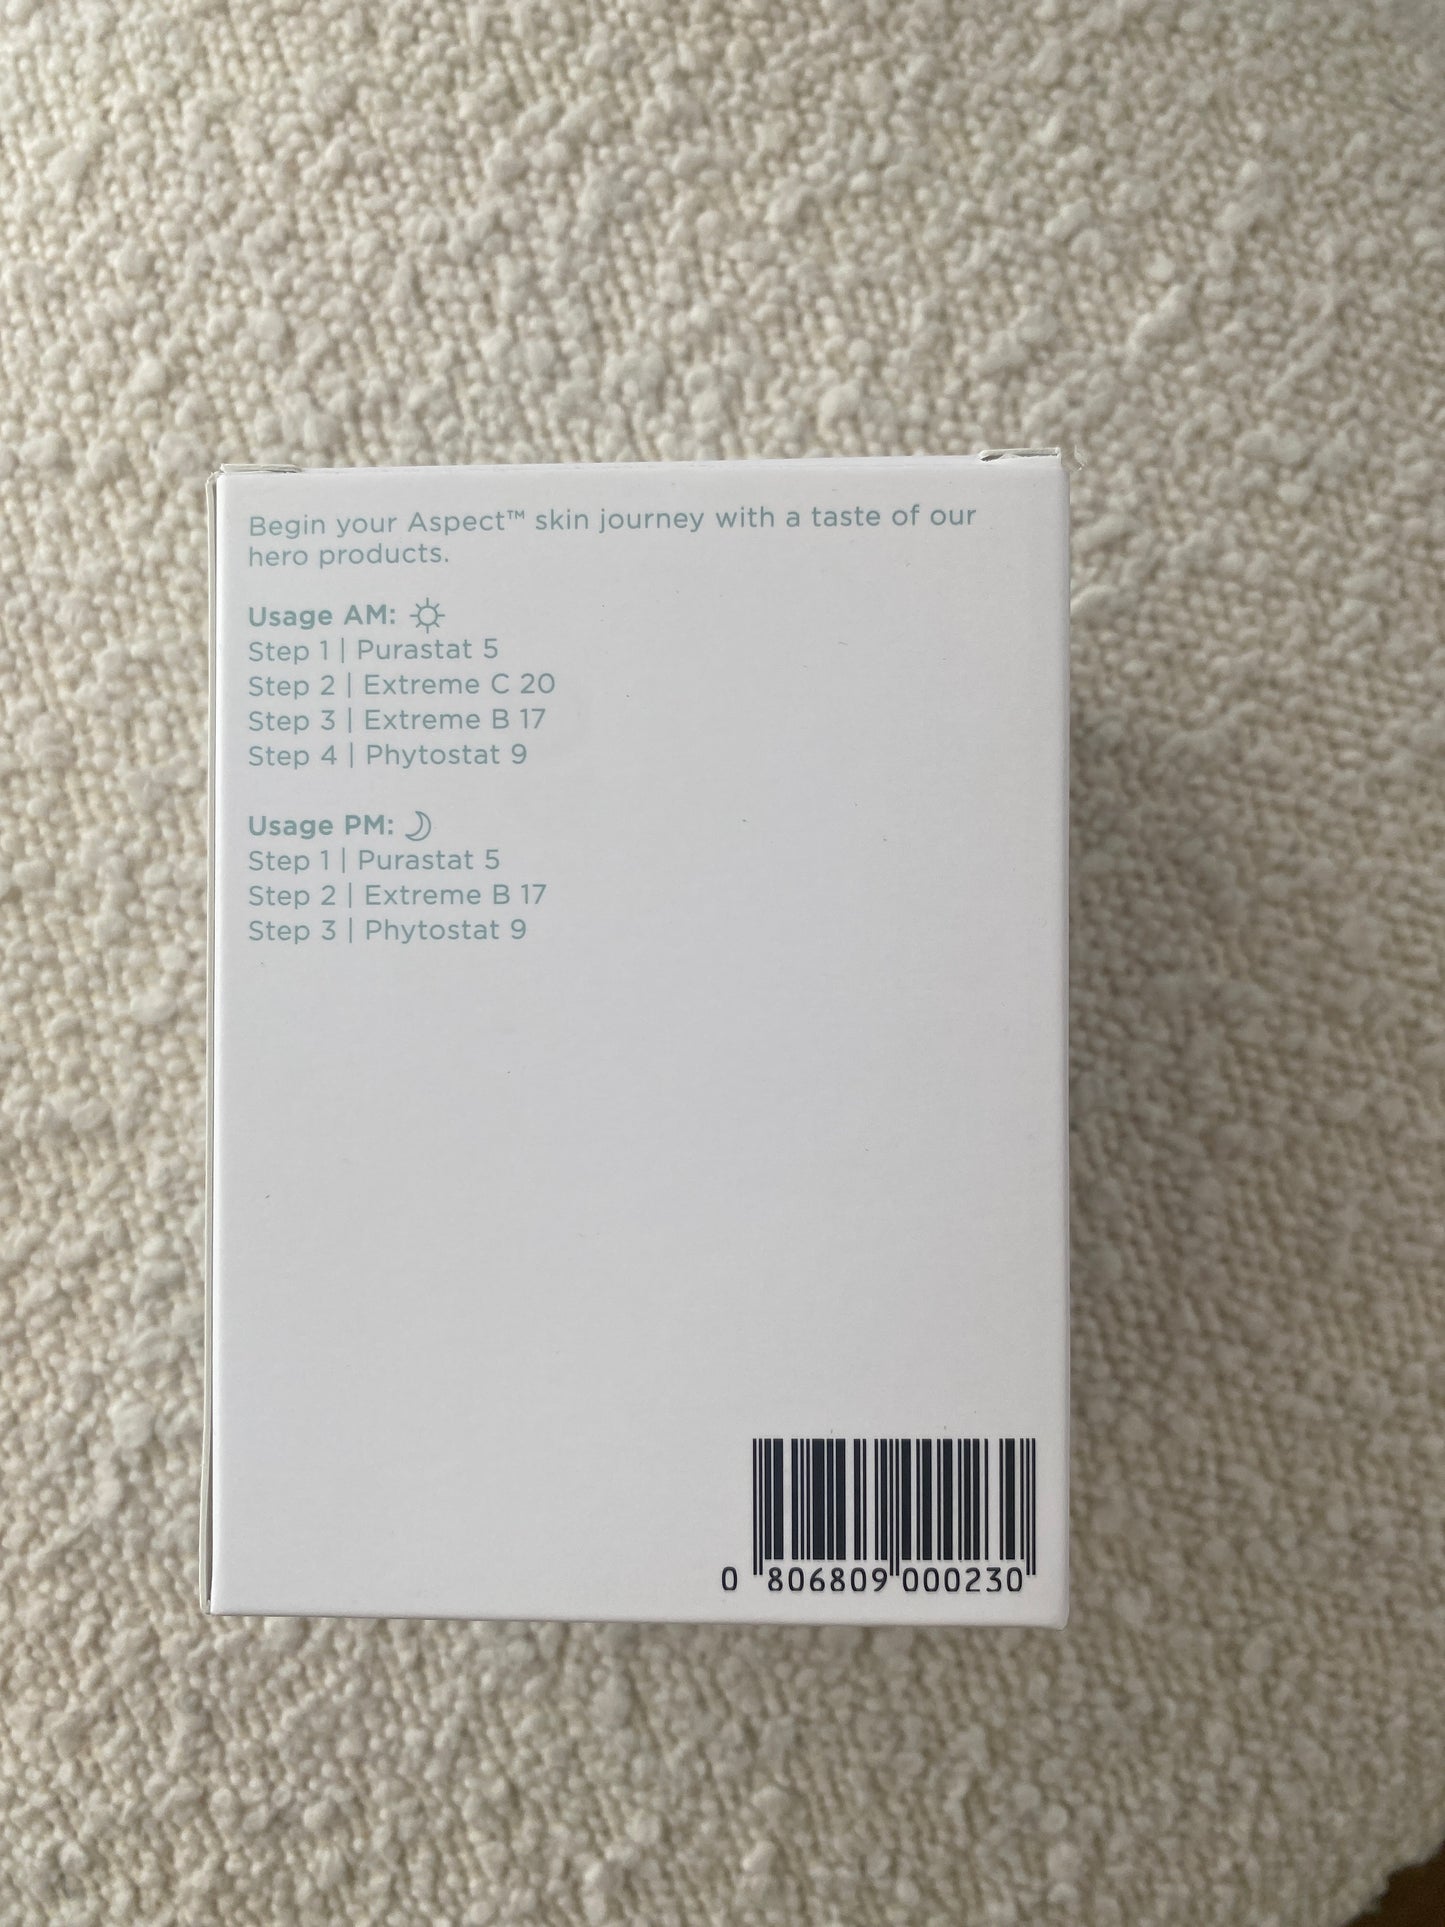 Begin your Aspect™ skin journey with a taste of our
hero products.
Usage AM:
Step 1 | Purastat 5
Step 2 | Extreme C 20
Step 3 | Extreme B 17
Step 4 | Phytostat 9
Usage PM:
Step 1 | Purastat 5
Step 2 | Extreme B 17
Step 3 | Phytostat 9
0 806809 000230